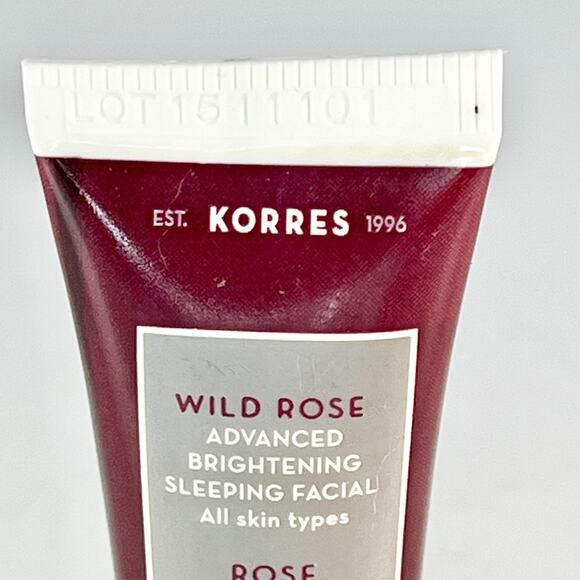 LOT 1511101
EST. KORRES 1996
WILD ROSE
ADVANCED
BRIGHTENING
SLEEPING FACIAL
All skin types
ROSE